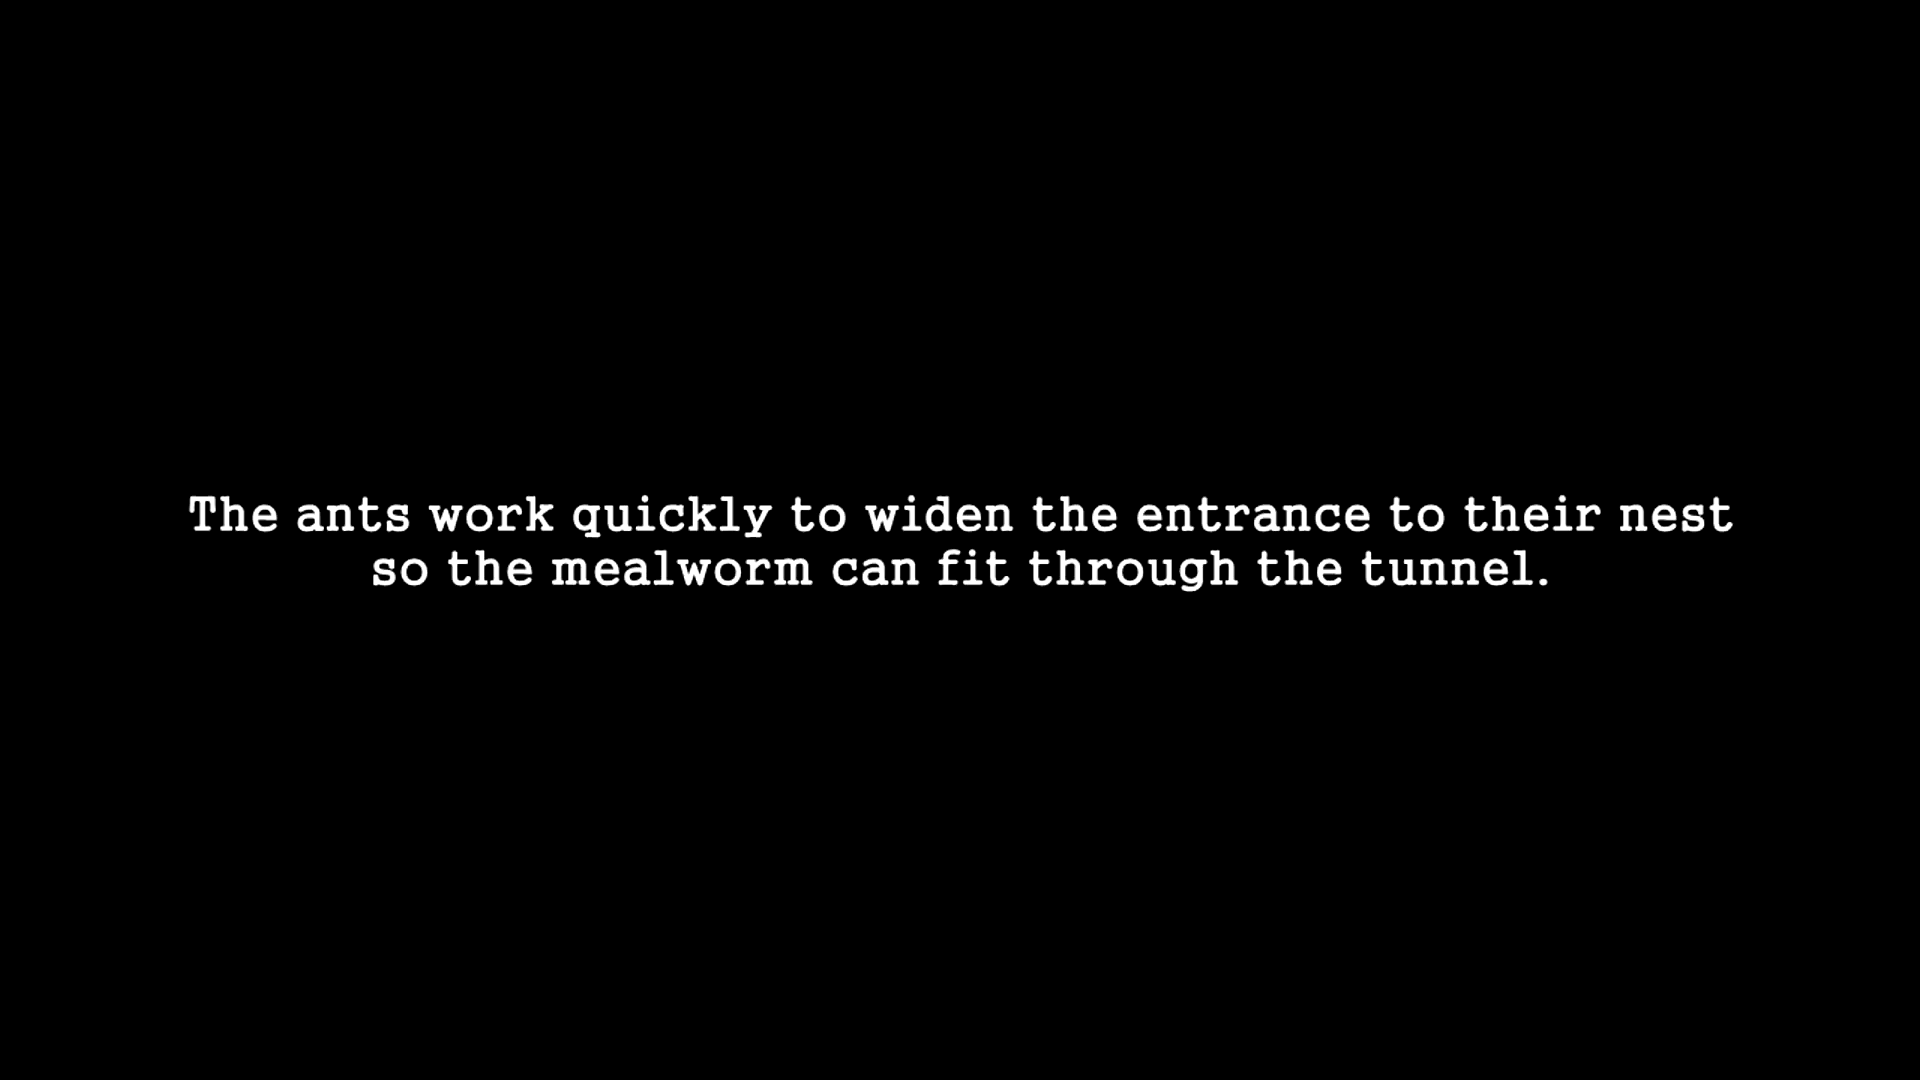 The ants work quickly to widen the entrance to their nest
so the mealworm can fit through the tunnel.